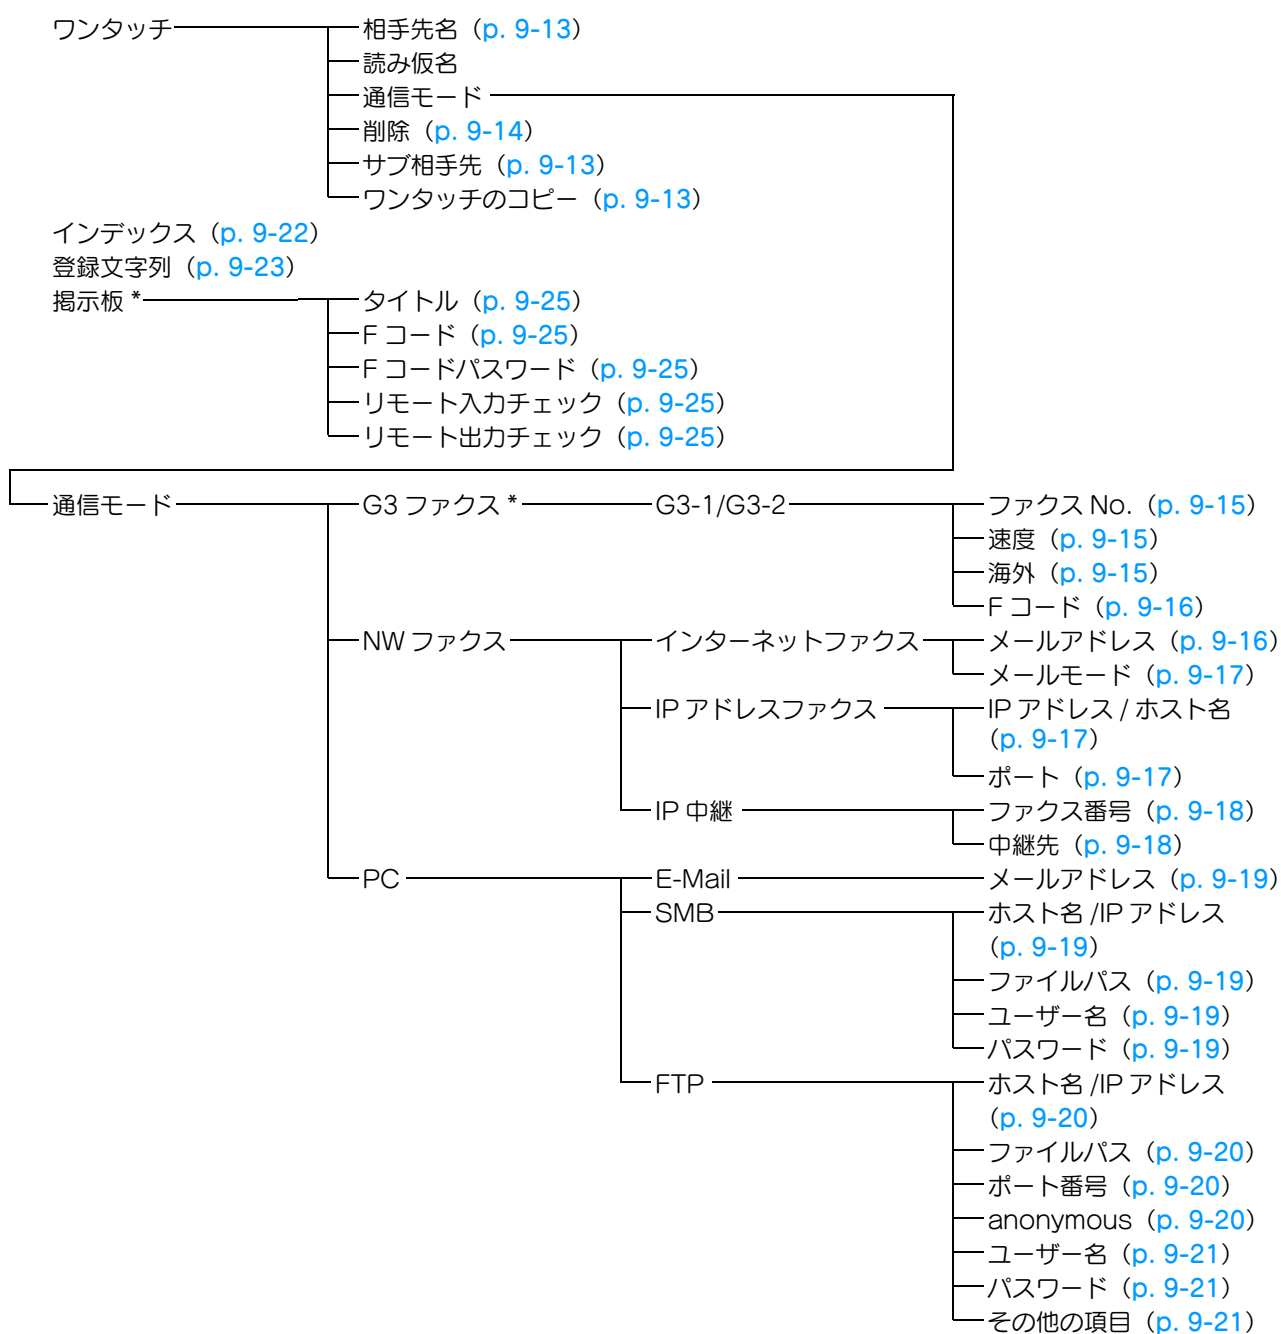 ワンタッチ 相手先名（p. 9-13）
読み仮名
通信モード
削除（p. 9-14）
サブ相手先（p. 9-13）
ワンタッチのコピー（p. 9-13）
インデックス（p. 9-22）
登録文字列（p. 9-23）
掲示板 * タイトル（p. 9-25）
F コード（p. 9-25）
F コードパスワード（p. 9-25）
リモート入力チェック（p. 9-25）
リモート出力チェック（p. 9-25）
通信モード G3 ファクス * G3-1/G3-2 ファクス No.（p. 9-15）
速度（p. 9-15）
海外（p. 9-15）
F コード（p. 9-16）
NW ファクス インターネットファクス メールアドレス（p. 9-16）
メールモード（p. 9-17）
IP アドレスファクス IP アドレス / ホスト名
（p. 9-17）
ポート（p. 9-17）
IP 中継 ファクス番号（p. 9-18）
中継先（p. 9-18）
PC E-Mail メールアドレス（p. 9-19）
SMB ホスト名 /IP アドレス
（p. 9-19）
ファイルパス（p. 9-19）
ユーザー名（p. 9-19）
パスワード（p. 9-19）
FTP ホスト名 /IP アドレス
（p. 9-20）
ファイルパス（p. 9-20）
ポート番号（p. 9-20）
anonymous（p. 9-20）
ユーザー名（p. 9-21）
パスワード（p. 9-21）
その他の項目（p. 9-21）